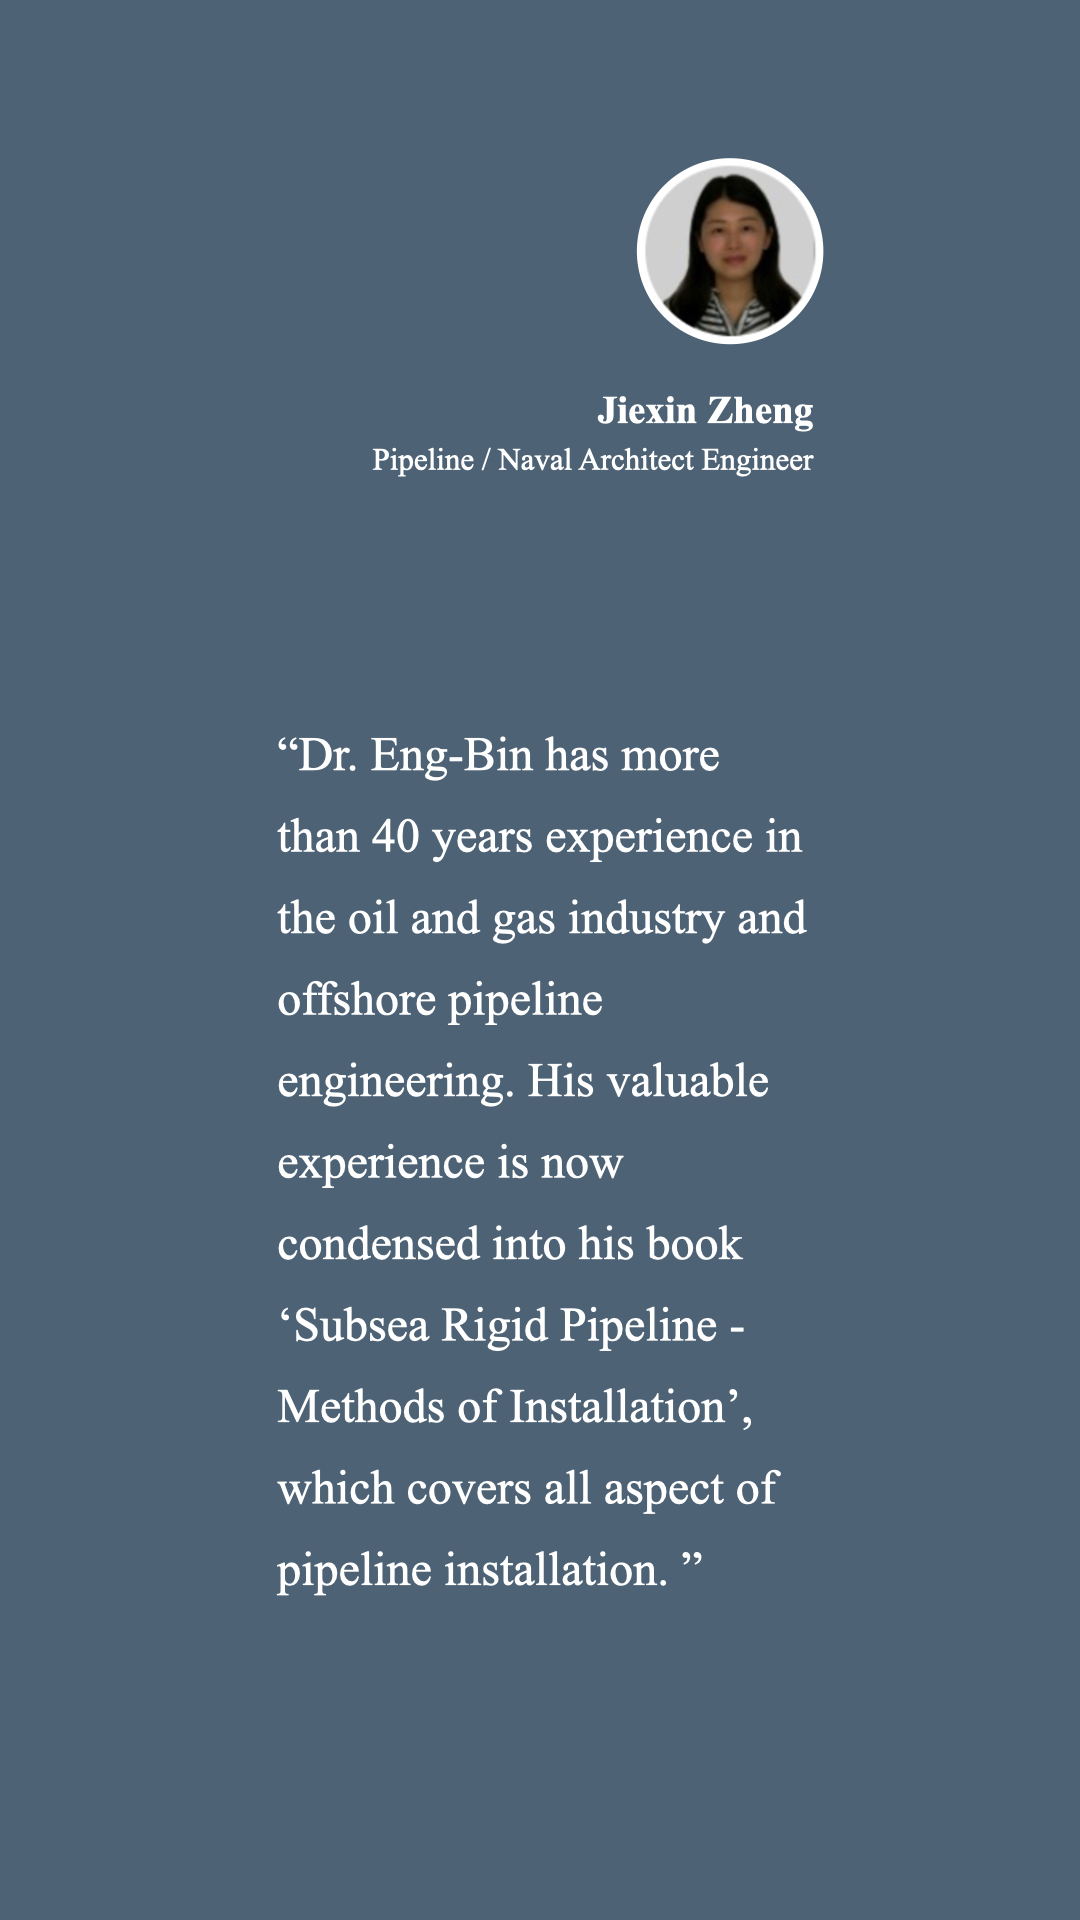 Jiexin Zheng
Pipeline / Naval Architect Engineer
“Dr. Eng-Bin has more
than 40 years experience in
the oil and gas industry and
offshore pipeline
engineering. His valuable
experience is now
condensed into his book
‘Subsea Rigid Pipeline -
Methods of Installation’,
which covers all aspect of
pipeline installation. ”